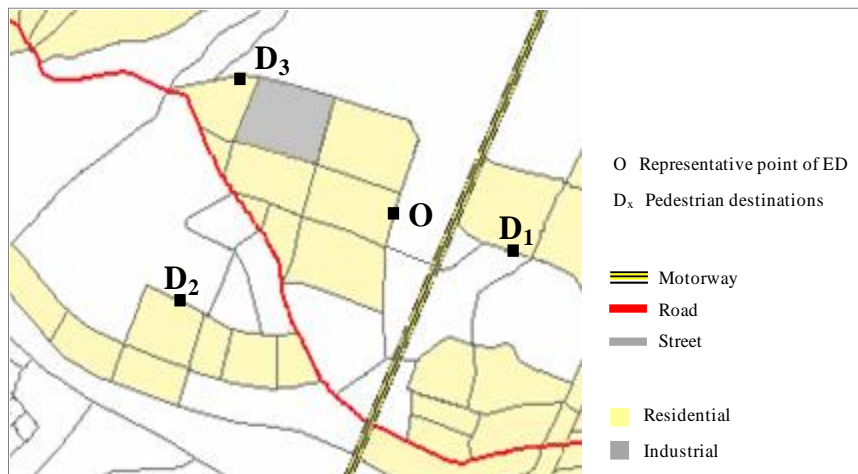 D₃
O
D₁
D₂
O Representative point of ED
Dₓ Pedestrian destinations
Motorway
Road
Street
Residential
Industrial